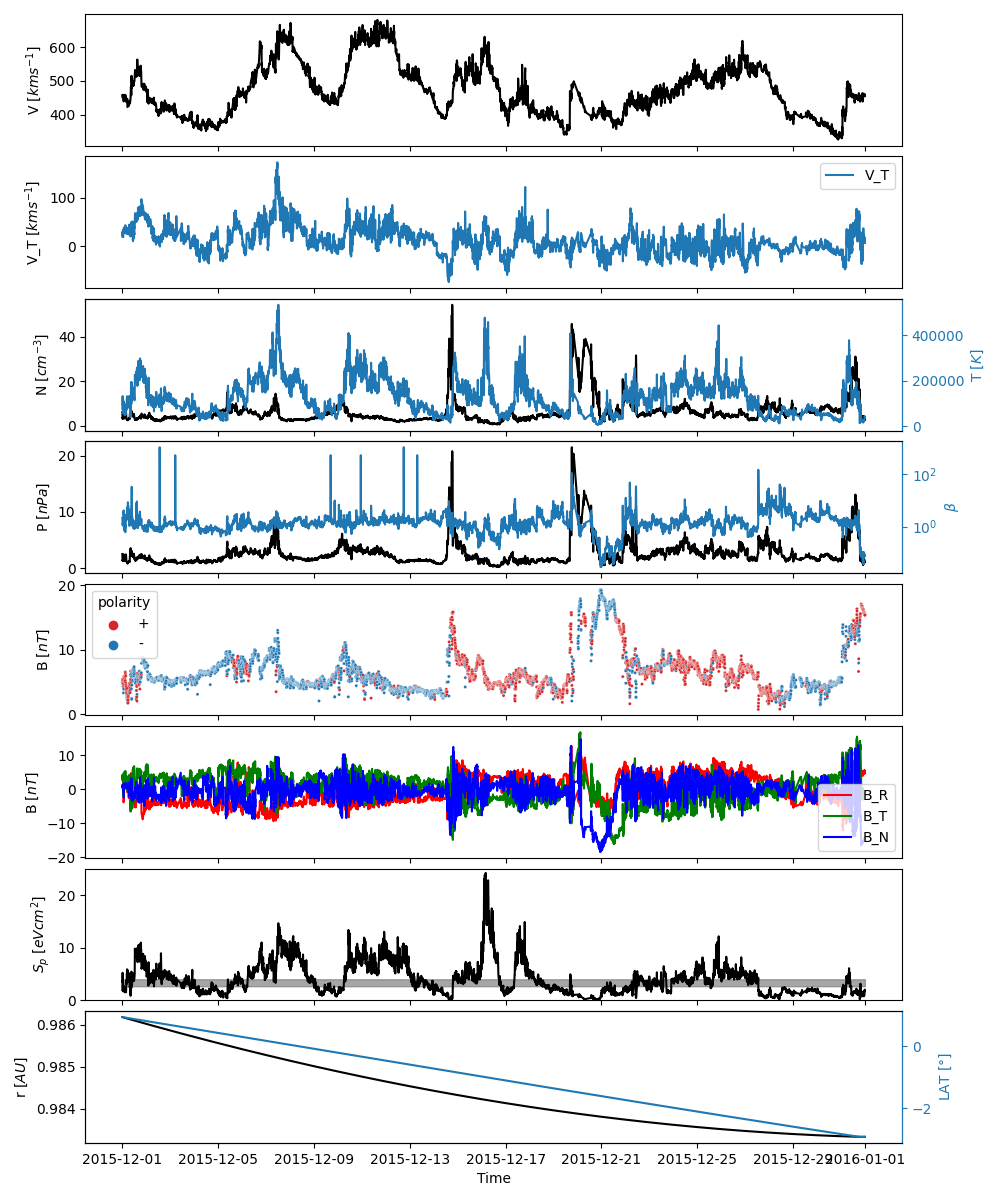 V [kms⁻¹]
600
500
400
V_T [kms⁻¹]
100
0
V_T
N [cm⁻³]
40
20
0
400000
200000
0
T [K]
P [nPa]
20
10
0
10²
10⁰
β
B [nT]
20
10
0
polarity
+
-
B [nT]
10
0
−10
−20
B_R
B_T
B_N
Sₚ [eVcm²]
20
10
0
r [AU]
0.986
0.985
0.984
0
−2
LAT [°]
2015-12-01
2015-12-05
2015-12-09
2015-12-13
2015-12-17
2015-12-21
2015-12-25
2015-12-29
2016-01-01
Time